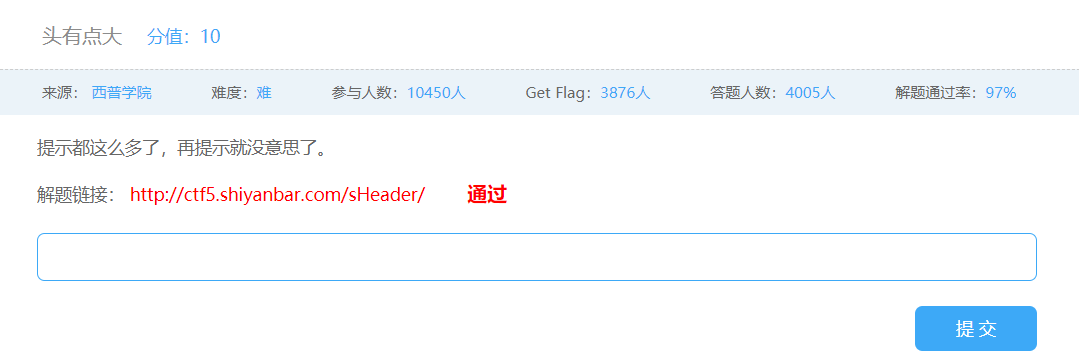 头有点大 分值：10
来源： 西普学院 难度：难 参与人数：10450人 Get Flag：3876人 答题人数：4005人 解题通过率：97%
提示都这么多了，再提示就没意思了。
解题链接： http://ctf5.shiyanbar.com/sHeader/ 通过
提 交